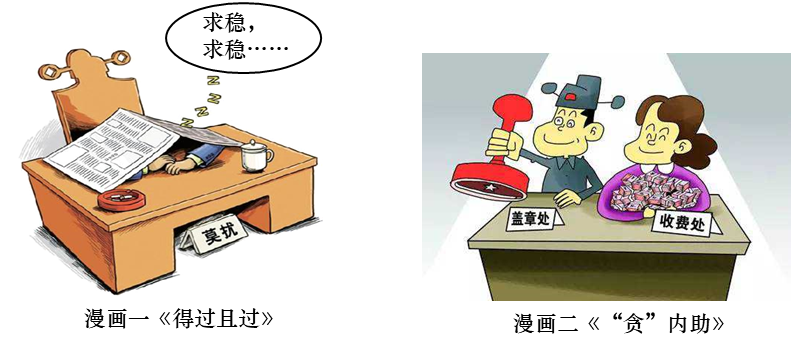 求稳，
求稳……
z
z
z
z
莫扰
盖章处
收费处
漫画一《得过且过》
漫画二《“贪”内助》